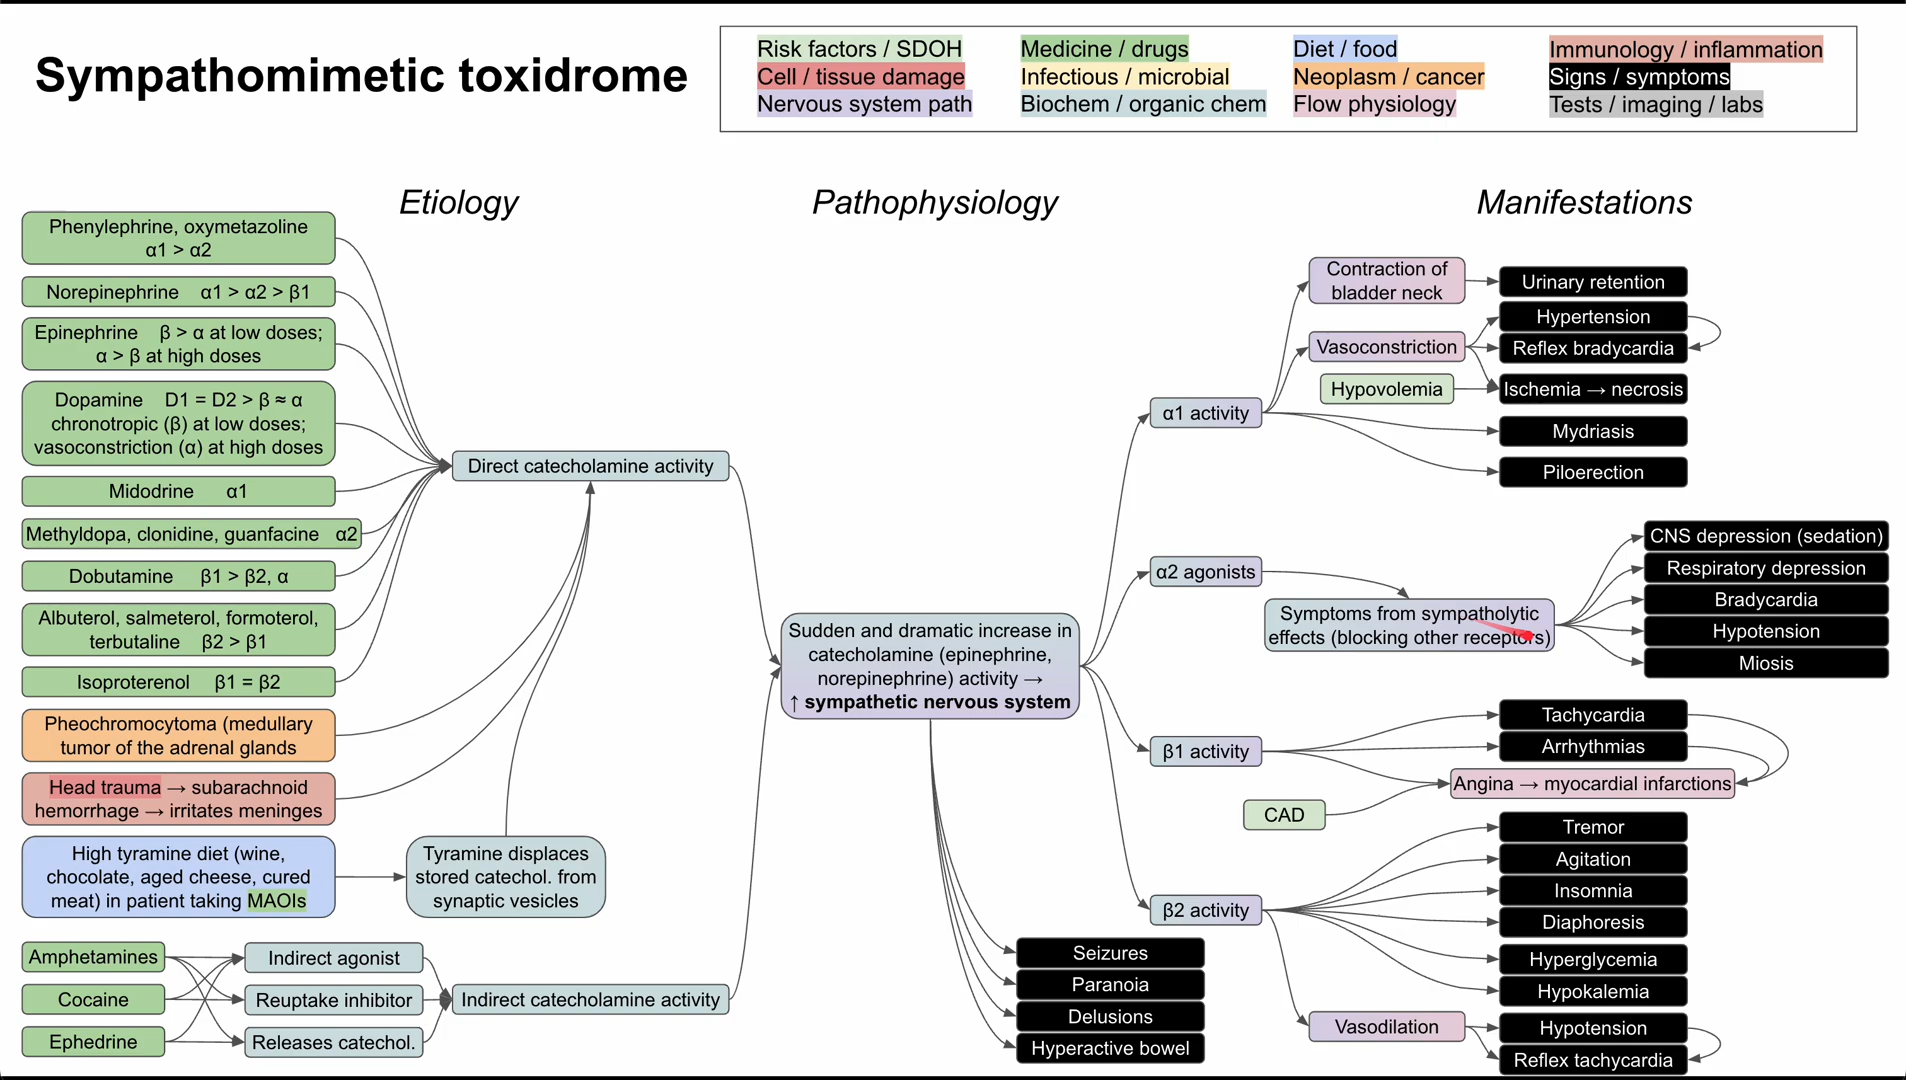 Sympathomimetic toxidrome
Risk factors / SDOH
Medicine / drugs
Diet / food
Immunology / inflammation
Cell / tissue damage
Infectious / microbial
Neoplasm / cancer
Signs / symptoms
Nervous system path
Biochem / organic chem
Flow physiology
Tests / imaging / labs
Etiology
Pathophysiology
Manifestations
Phenylephrine, oxymetazoline
α1 > α2
Norepinephrine α1 > α2 > β1
Epinephrine β > α at low doses;
α > β at high doses
Dopamine D1 = D2 > β ≈ α
chronotropic (β) at low doses;
vasoconstriction (α) at high doses
Midodrine α1
Methyldopa, clonidine, guanfacine α2
Dobutamine β1 > β2, α
Albuterol, salmeterol, formoterol,
terbutaline β2 > β1
Isoproterenol β1 = β2
Pheochromocytoma (medullary
tumor of the adrenal glands
Head trauma → subarachnoid
hemorrhage → irritates meninges
High tyramine diet (wine,
chocolate, aged cheese, cured
meat) in patient taking MAOIs
Tyramine displaces
stored catechol. from
synaptic vesicles
Amphetamines
Cocaine
Ephedrine
Indirect agonist
Reuptake inhibitor
Releases catechol.
Direct catecholamine activity
Indirect catecholamine activity
Sudden and dramatic increase in
catecholamine (epinephrine,
norepinephrine) activity →
↑ sympathetic nervous system
Seizures
Paranoia
Delusions
Hyperactive bowel
α1 activity
Contraction of
bladder neck
Urinary retention
Vasoconstriction
Hypertension
Reflex bradycardia
Hypovolemia
Ischemia → necrosis
Mydriasis
Piloerection
α2 agonists
Symptoms from sympatholytic
effects (blocking other receptors)
CNS depression (sedation)
Respiratory depression
Bradycardia
Hypotension
Miosis
β1 activity
Tachycardia
Arrhythmias
Angina → myocardial infarctions
CAD
β2 activity
Tremor
Agitation
Insomnia
Diaphoresis
Hyperglycemia
Hypokalemia
Vasodilation
Hypotension
Reflex tachycardia